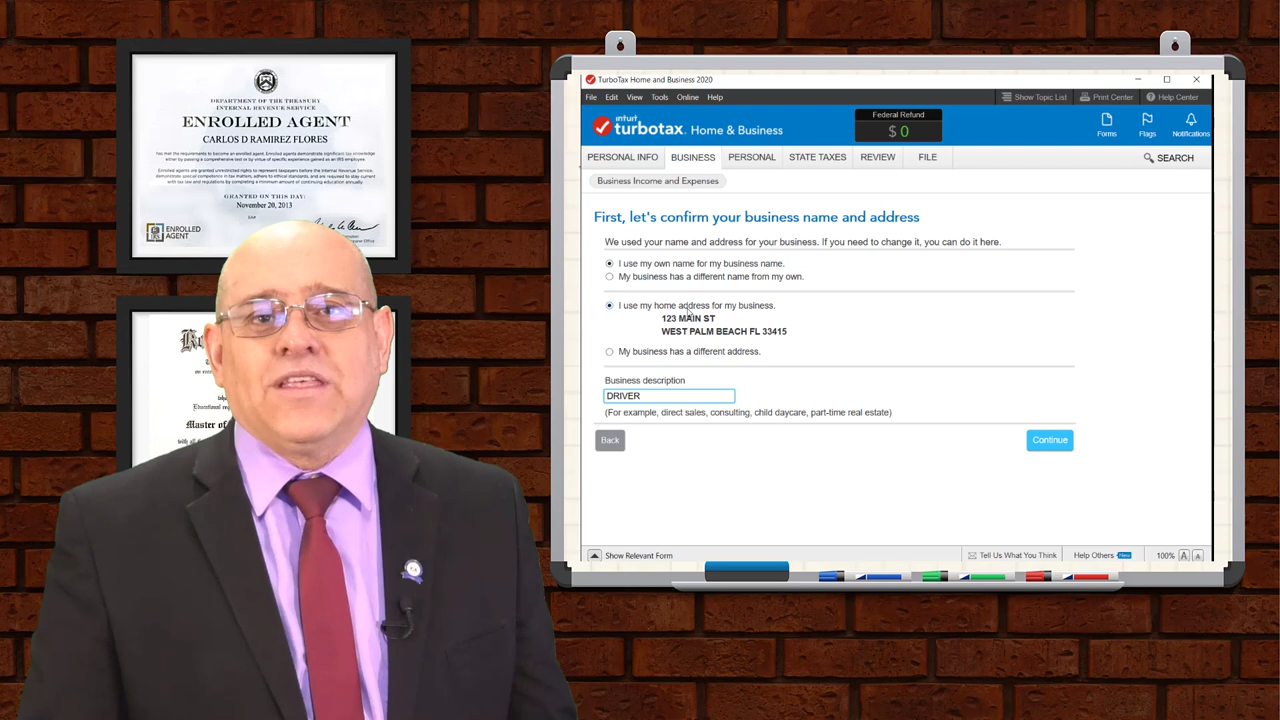 DEPARTMENT OF THE TREASURY
INTERNAL REVENUE SERVICE
ENROLLED AGENT
CARLOS D RAMIREZ FLORES
GRANTED ON THIS DAY:
November 20, 2013
ENROLLED
AGENT
Master of
TurboTax Home and Business 2020
File Edit View Tools Online Help
Show Topic List Print Center Help Center
intuit
turbotax. Home & Business
Federal Refund
$ 0
Forms Flags Notifications
PERSONAL INFO BUSINESS PERSONAL STATE TAXES REVIEW FILE SEARCH
Business Income and Expenses
First, let's confirm your business name and address
We used your name and address for your business. If you need to change it, you can do it here.
I use my own name for my business name.
My business has a different name from my own.
I use my home address for my business.
123 MAIN ST
WEST PALM BEACH FL 33415
My business has a different address.
Business description
DRIVER
(For example, direct sales, consulting, child daycare, part-time real estate)
Back Continue
Show Relevant Form Tell Us What You Think Help Others New 100% A A